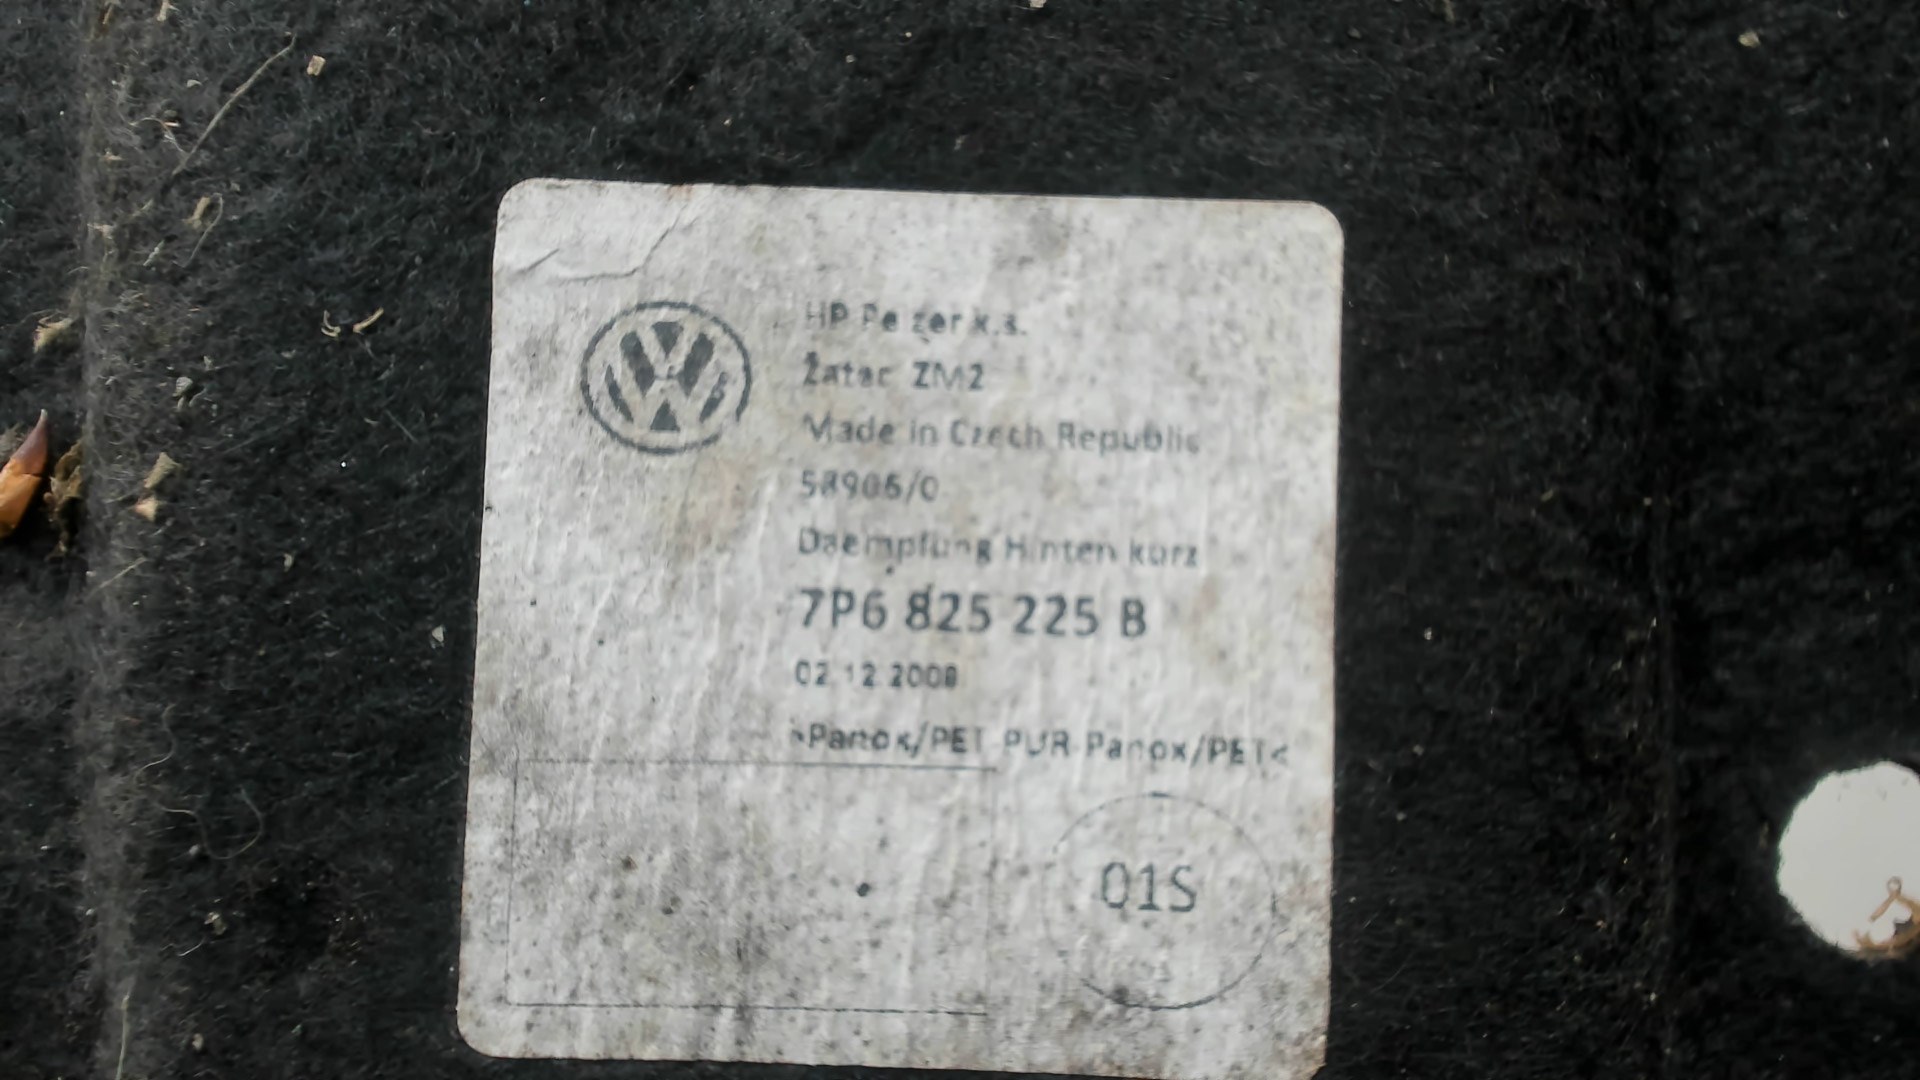 HP Pelzer k.s.
Žatec ZM2
Made in Czech Republic
58906/0
Daempfung Hinten kurz
7P6 825 225 B
02.12.2008
>Panox/PET PUR Panox/PET<
01S